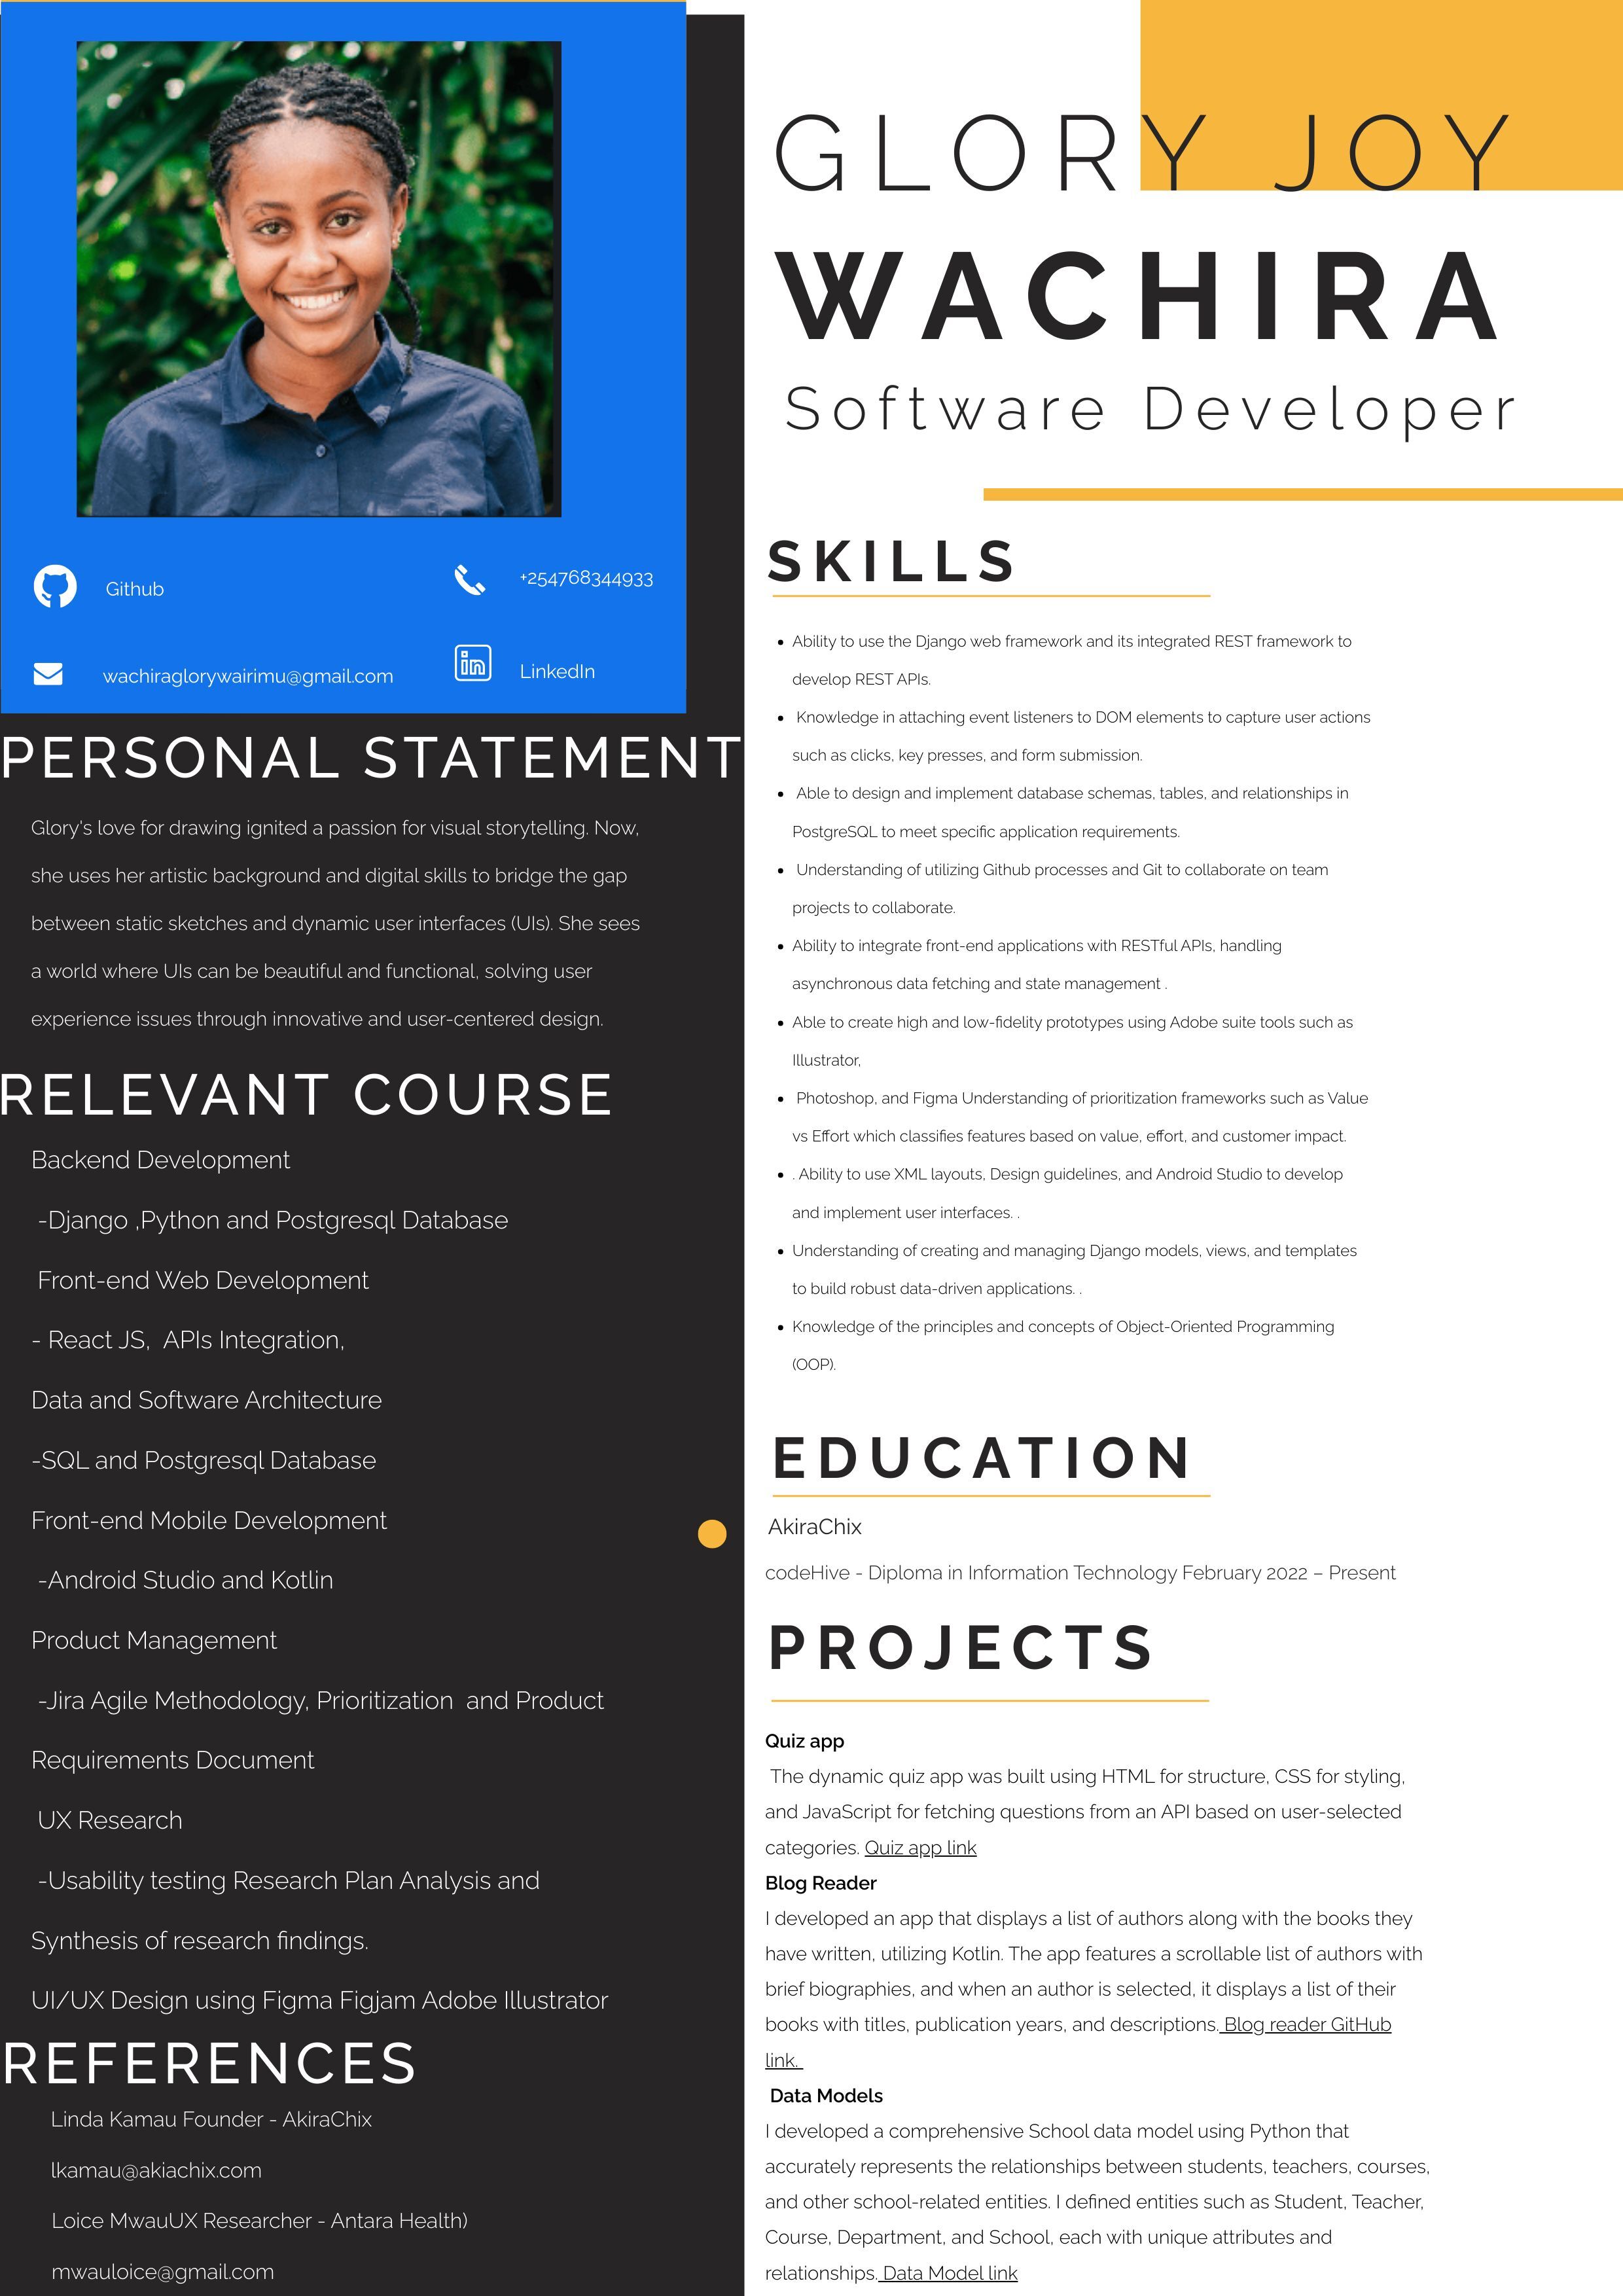 GLORY JOY
WACHIRA
Software Developer
Github
+254768344933
wachiraglorywairimu@gmail.com
LinkedIn
PERSONAL STATEMENT
Glory's love for drawing ignited a passion for visual storytelling. Now,
she uses her artistic background and digital skills to bridge the gap
between static sketches and dynamic user interfaces (UIs). She sees
a world where UIs can be beautiful and functional, solving user
experience issues through innovative and user-centered design.
RELEVANT COURSE
Backend Development
-Django ,Python and Postgresql Database
Front-end Web Development
- React JS, APIs Integration,
Data and Software Architecture
-SQL and Postgresql Database
Front-end Mobile Development
-Android Studio and Kotlin
Product Management
-Jira Agile Methodology, Prioritization and Product
Requirements Document
UX Research
-Usability testing Research Plan Analysis and
Synthesis of research findings.
UI/UX Design using Figma Figjam Adobe Illustrator
REFERENCES
Linda Kamau Founder - AkiraChix
lkamau@akiachix.com
Loice MwauUX Researcher - Antara Health)
mwauloice@gmail.com
SKILLS
• Ability to use the Django web framework and its integrated REST framework to
develop REST APIs.
• Knowledge in attaching event listeners to DOM elements to capture user actions
such as clicks, key presses, and form submission.
• Able to design and implement database schemas, tables, and relationships in
PostgreSQL to meet specific application requirements.
• Understanding of utilizing Github processes and Git to collaborate on team
projects to collaborate.
• Ability to integrate front-end applications with RESTful APIs, handling
asynchronous data fetching and state management .
• Able to create high and low-fidelity prototypes using Adobe suite tools such as
Illustrator,
• Photoshop, and Figma Understanding of prioritization frameworks such as Value
vs Effort which classifies features based on value, effort, and customer impact.
• . Ability to use XML layouts, Design guidelines, and Android Studio to develop
and implement user interfaces. .
• Understanding of creating and managing Django models, views, and templates
to build robust data-driven applications. .
• Knowledge of the principles and concepts of Object-Oriented Programming
(OOP).
EDUCATION
AkiraChix
codeHive - Diploma in Information Technology February 2022 – Present
PROJECTS
Quiz app
The dynamic quiz app was built using HTML for structure, CSS for styling,
and JavaScript for fetching questions from an API based on user-selected
categories. Quiz app link
Blog Reader
I developed an app that displays a list of authors along with the books they
have written, utilizing Kotlin. The app features a scrollable list of authors with
brief biographies, and when an author is selected, it displays a list of their
books with titles, publication years, and descriptions. Blog reader GitHub
link.
Data Models
I developed a comprehensive School data model using Python that
accurately represents the relationships between students, teachers, courses,
and other school-related entities. I defined entities such as Student, Teacher,
Course, Department, and School, each with unique attributes and
relationships. Data Model link